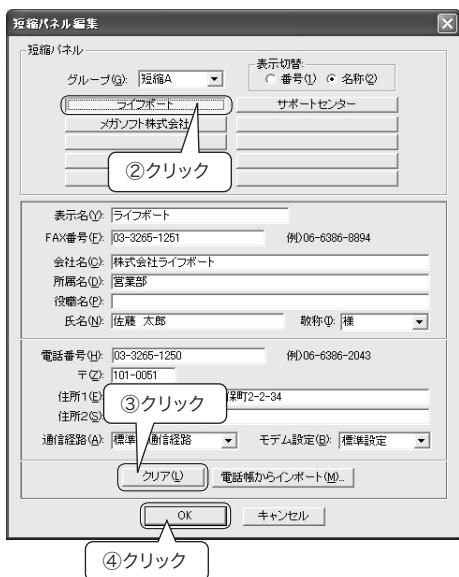 短縮パネル編集
短縮パネル
表示切替
グループ(G): 短縮A 番号(1) 名称(2)
ライフボート サポートセンター
メガソフト株式会社
②クリック
表示名(Y): ライフボート
FAX番号(F): 03-3265-1251 例)06-6386-8894
会社名(C): 株式会社ライフボート
所属名(D): 営業部
役職名(P):
氏名(N): 佐藤 太郎 敬称(I): 様
電話番号(H): 03-3265-1250 例)06-6386-2043
〒(Z): 101-0051
住所1(E): 保町2-2-34
③クリック
住所2(S):
通信経路(A): 標準 通信経路 モデム設定(B): 標準設定
クリア(L) 電話帳からインポート(M)...
OK キャンセル
④クリック